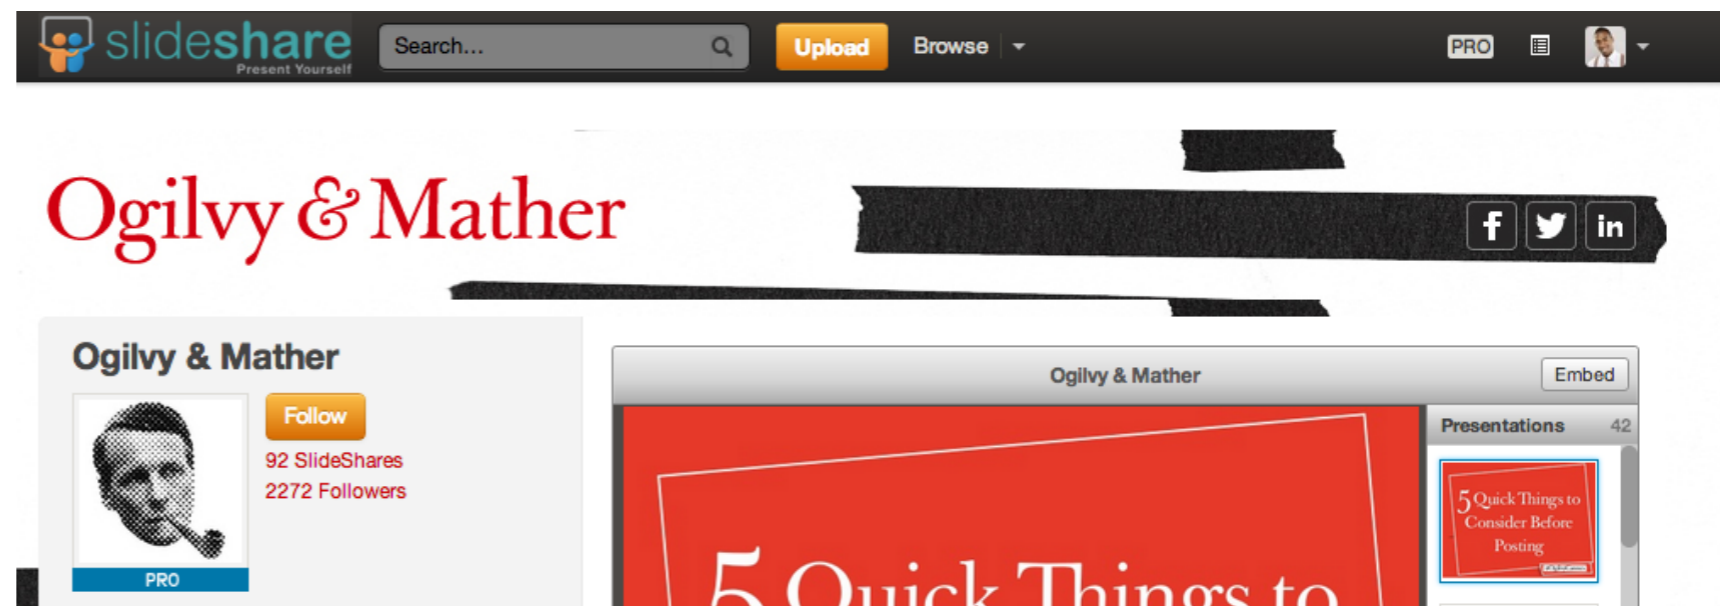 slideshare
Present Yourself
Search...
Upload
Browse
PRO
Ogilvy & Mather
f
in
Ogilvy & Mather
Follow
92 SlideShares
2272 Followers
PRO
Ogilvy & Mather
Embed
5 Quick Things to
Presentations 42
5 Quick Things to
Consider Before
Posting